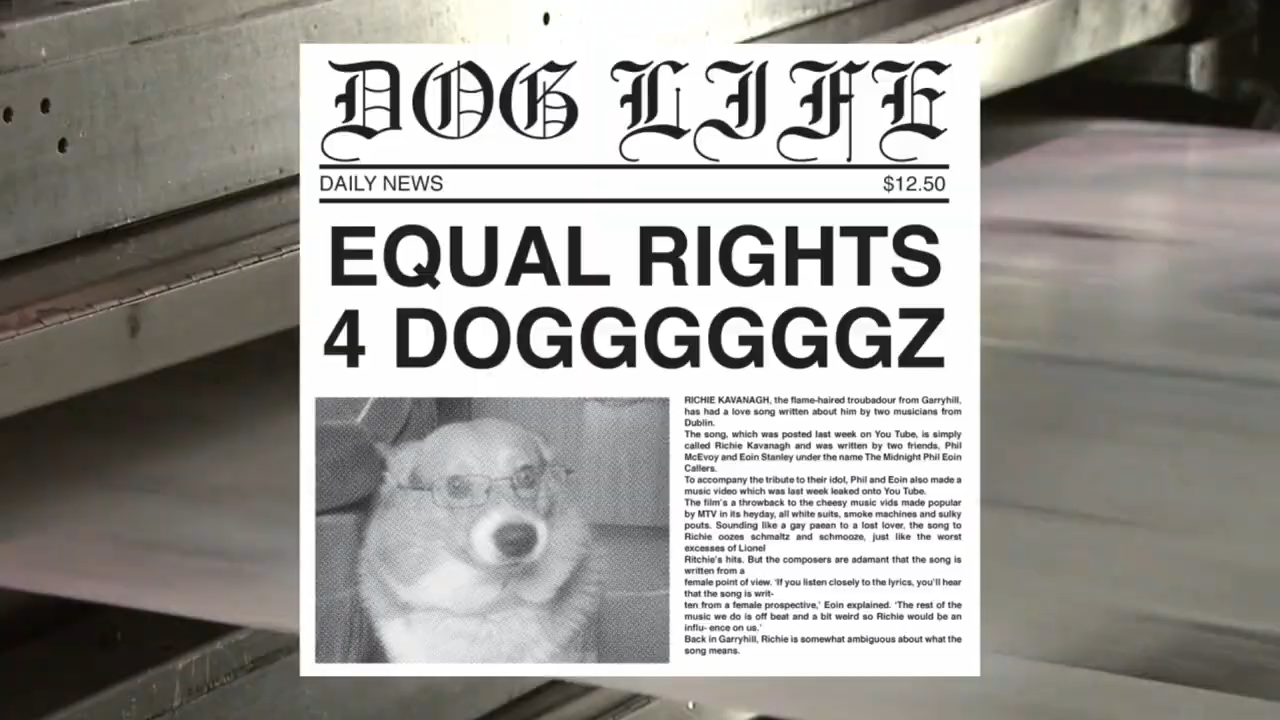 DOG LIFE
DAILY NEWS $12.50
EQUAL RIGHTS
4 DOGGGGGGGZ
RICHIE KAVANAGH, the flame-haired troubadour from Garryhill,
has had a love song written about him by two musicians from
Dublin.
The song, which was posted last week on You Tube, is simply
called Richie Kavanagh and was written by two friends, Phil
McEvoy and Eoin Stanley under the name The Midnight Phil Eoin
Callers.
To accompany the tribute to their idol, Phil and Eoin also made a
music video which was last week leaked onto You Tube.
The film's a throwback to the cheesy music vids made popular
by MTV in its heyday, all white suits, smoke machines and sulky
pouts. Sounding like a gay paean to a lost lover, the song to
Richie oozes schmaltz and schmooze, just like the worst
excesses of Lionel
Ritchie's hits. But the composers are adamant that the song is
written from a
female point of view. 'If you listen closely to the lyrics, you'll hear
that the song is writ-
ten from a female prospective,' Eoin explained. 'The rest of the
music we do is off beat and a bit weird so Richie would be an
influ- ence on us.'
Back in Garryhill, Richie is somewhat ambiguous about what the
song means.